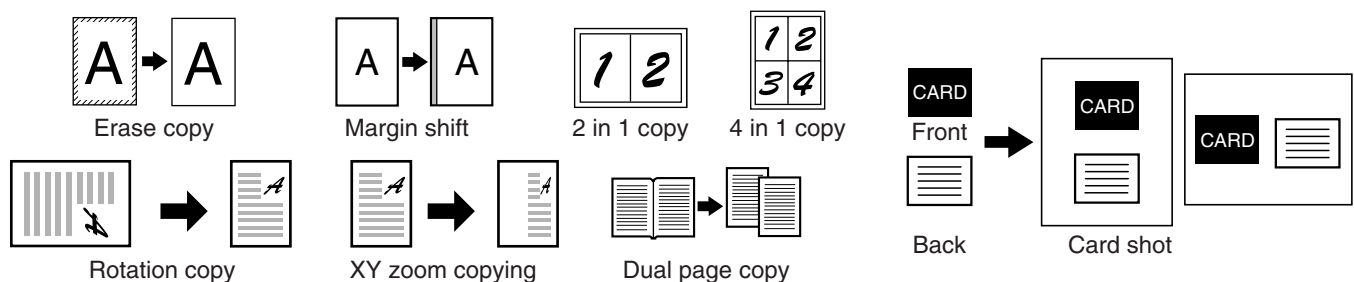 A A
Erase copy
A A
Margin shift
1 2
2 in 1 copy
1 2
3 4
4 in 1 copy
A A
Rotation copy
A A
XY zoom copying
Dual page copy
CARD
Front
Back
CARD
CARD
Card shot